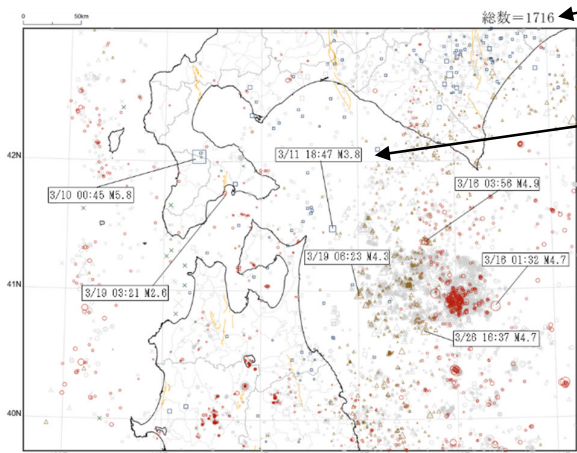 0 50km
総数=1716
42N
3/11 18:47 M3.8
3/10 00:45 M5.8
3/16 03:56 M4.9
3/19 06:23 M4.3
3/16 01:32 M4.7
3/10 03:21 M2.6
41N
3/26 16:37 M4.7
40N